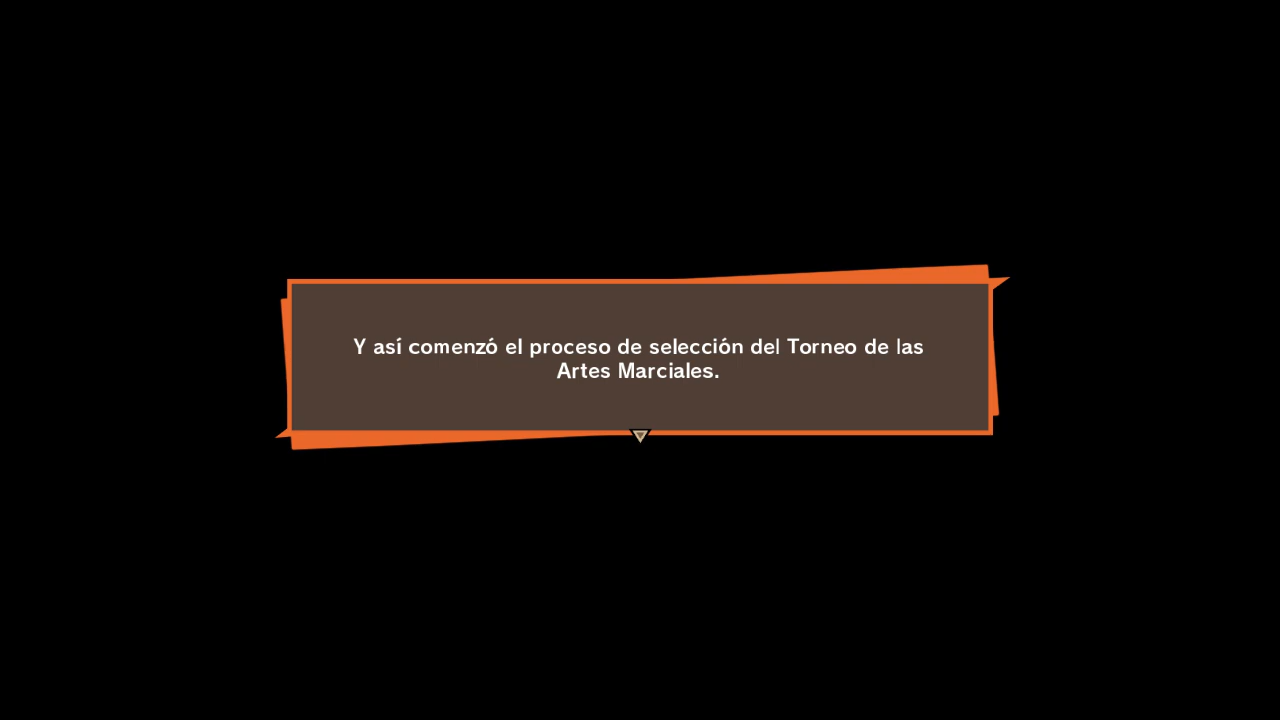 Y así comenzó el proceso de selección del Torneo de las
Artes Marciales.